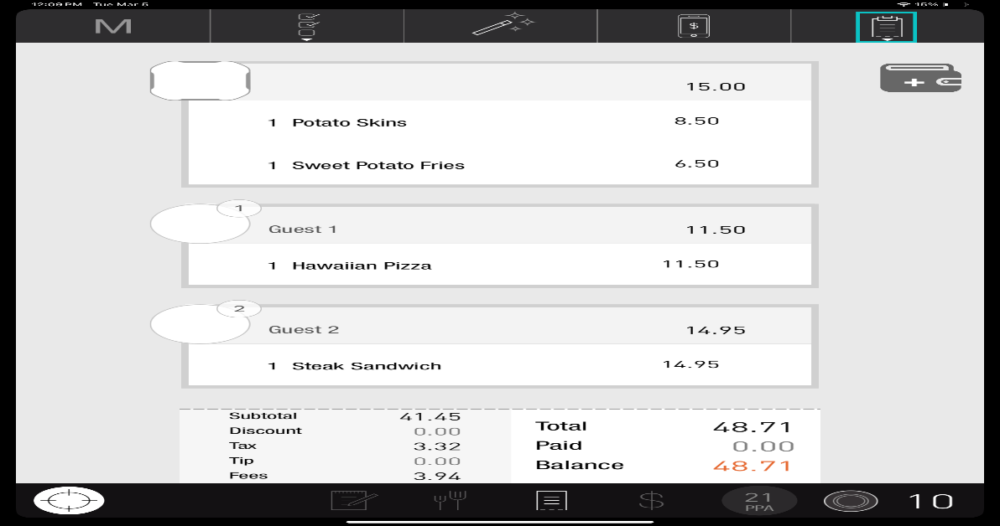 12:09 PM Tue Mar 5 15%
M $
15.00
1 Potato Skins 8.50
1 Sweet Potato Fries 6.50
1
Guest 1 11.50
1 Hawaiian Pizza 11.50
2
Guest 2 14.95
1 Steak Sandwich 14.95
Subtotal 41.45
Discount 0.00
Tax 3.32
Tip 0.00
Fees 3.94
Total 48.71
Paid 0.00
Balance 48.71
$ 21 PPA 10